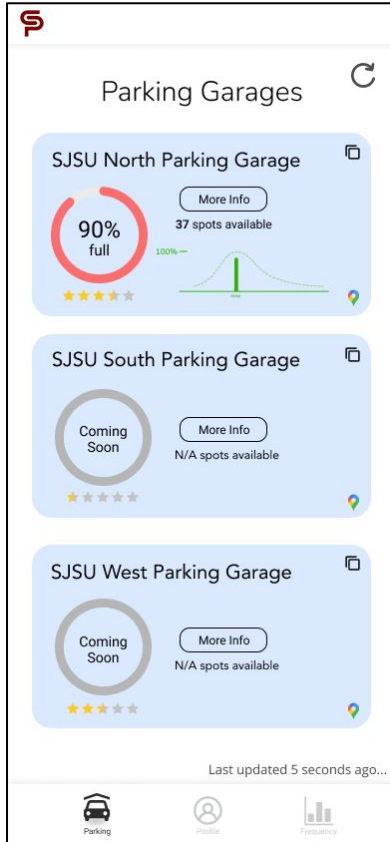 SP
Parking Garages
SJSU North Parking Garage
90%
full
More Info
37 spots available
100%
SJSU South Parking Garage
Coming
Soon
More Info
N/A spots available
SJSU West Parking Garage
Coming
Soon
More Info
N/A spots available
Last updated 5 seconds ago...
Parking
Profile
Frequency